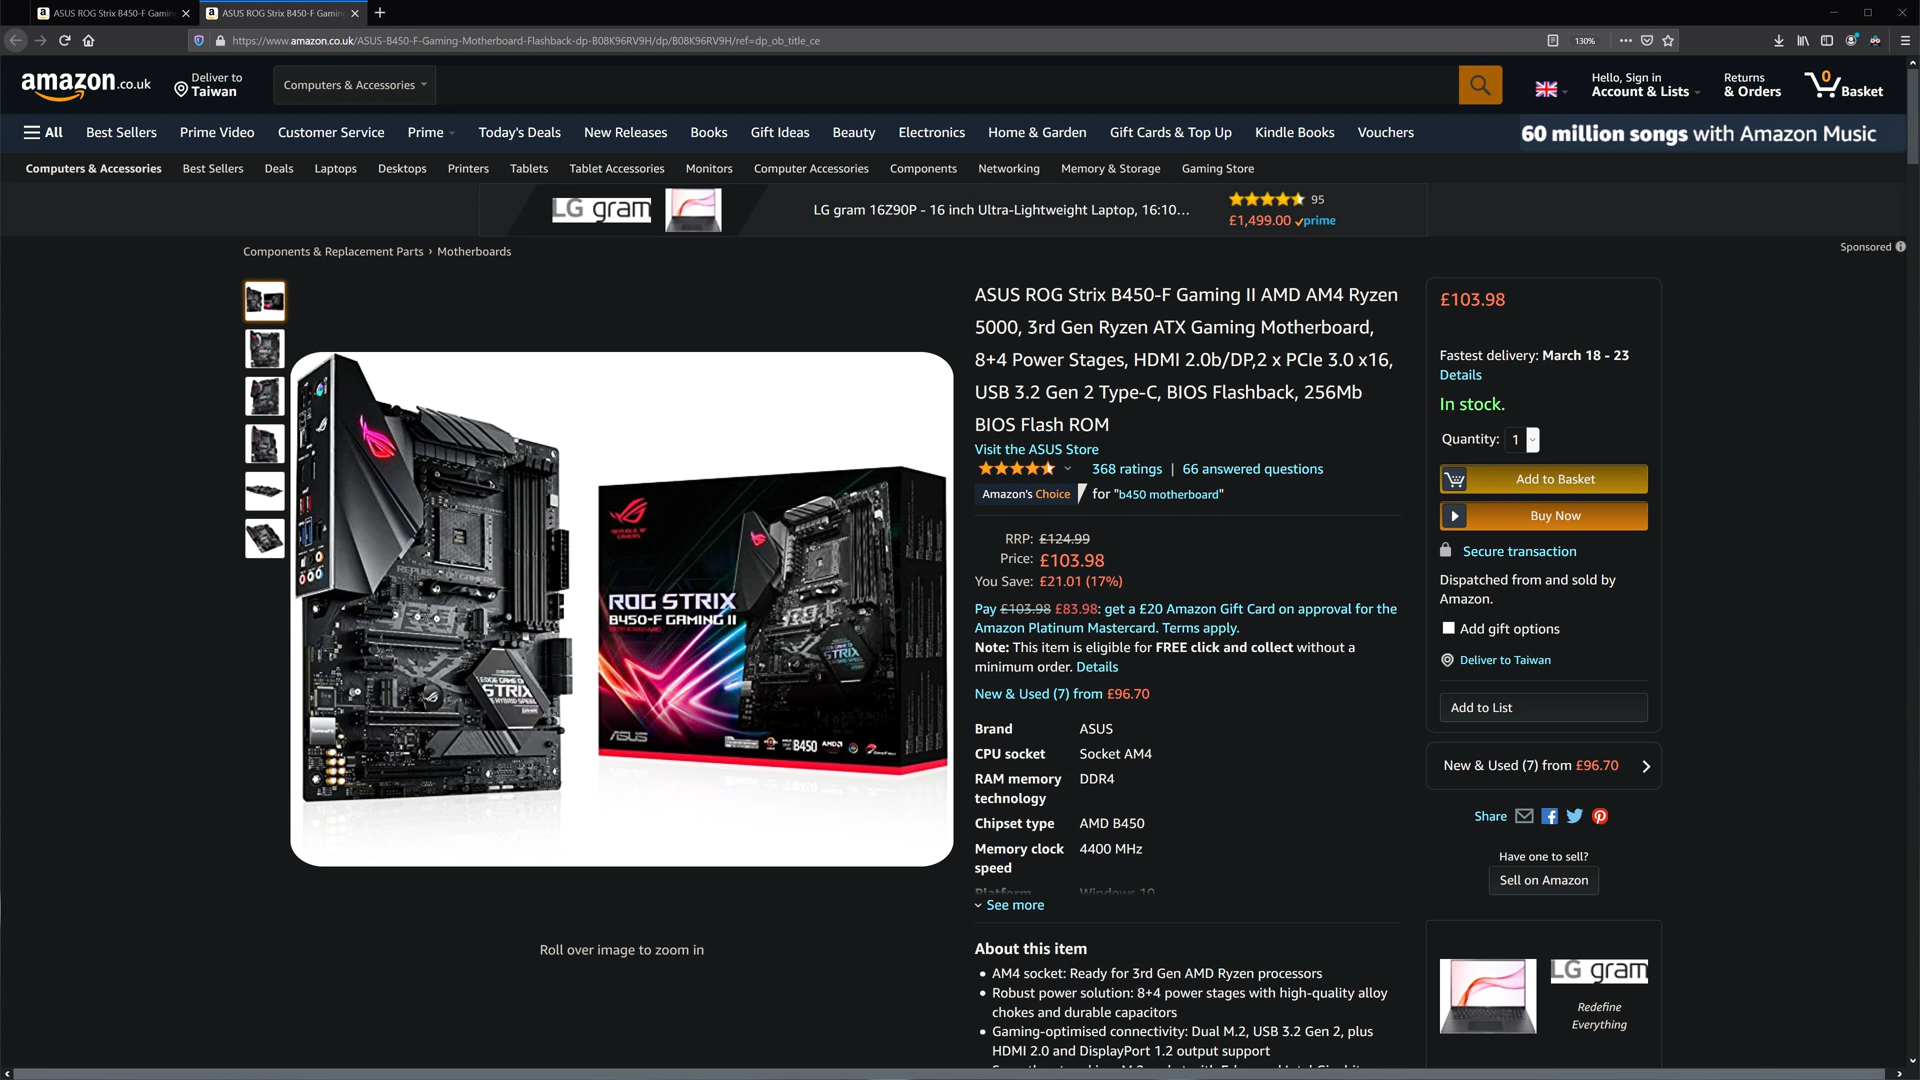 ASUS ROG Strix B450-F Gaming
ASUS ROG Strix B450-F Gaming
https://www.amazon.co.uk/ASUS-B450-F-Gaming-Motherboard-Flashback-dp-B08K96RV9H/dp/B08K96RV9H/ref=dp_ob_title_ce
130%
amazon.co.uk
Deliver to
Taiwan
Computers & Accessories
Hello, Sign in
Account & Lists
Returns
& Orders
0
Basket
All Best Sellers Prime Video Customer Service Prime Today's Deals New Releases Books Gift Ideas Beauty Electronics Home & Garden Gift Cards & Top Up Kindle Books Vouchers
60 million songs with Amazon Music
Computers & Accessories Best Sellers Deals Laptops Desktops Printers Tablets Tablet Accessories Monitors Computer Accessories Components Networking Memory & Storage Gaming Store
LG gram
LG gram 16Z90P - 16 inch Ultra-Lightweight Laptop, 16:10...
95
£1,499.00 prime
Sponsored
Components & Replacement Parts › Motherboards
REPUBLIC OF GAMERS
STRIX
REPUBLIC OF
GAMERS
ROG STRIX
B450-F GAMING II
MOTHERBOARD
STRIX
ASUS
B450
AMD
Roll over image to zoom in
ASUS ROG Strix B450-F Gaming II AMD AM4 Ryzen
5000, 3rd Gen Ryzen ATX Gaming Motherboard,
8+4 Power Stages, HDMI 2.0b/DP,2 x PCIe 3.0 x16,
USB 3.2 Gen 2 Type-C, BIOS Flashback, 256Mb
BIOS Flash ROM
Visit the ASUS Store
368 ratings | 66 answered questions
Amazon's Choice for "b450 motherboard"
RRP: £124.99
Price: £103.98
You Save: £21.01 (17%)
Pay £103.98 £83.98: get a £20 Amazon Gift Card on approval for the
Amazon Platinum Mastercard. Terms apply.
Note: This item is eligible for FREE click and collect without a
minimum order. Details
New & Used (7) from £96.70
Brand ASUS
CPU socket Socket AM4
RAM memory technology DDR4
Chipset type AMD B450
Memory clock speed 4400 MHz
Platform Windows 10
See more
About this item
AM4 socket: Ready for 3rd Gen AMD Ryzen processors
Robust power solution: 8+4 power stages with high-quality alloy
chokes and durable capacitors
Gaming-optimised connectivity: Dual M.2, USB 3.2 Gen 2, plus
HDMI 2.0 and DisplayPort 1.2 output support
£103.98
Fastest delivery: March 18 - 23
Details
In stock.
Quantity: 1
Add to Basket
Buy Now
Secure transaction
Dispatched from and sold by
Amazon.
Add gift options
Deliver to Taiwan
Add to List
New & Used (7) from £96.70
Share
Have one to sell?
Sell on Amazon
LG gram
Redefine
Everything